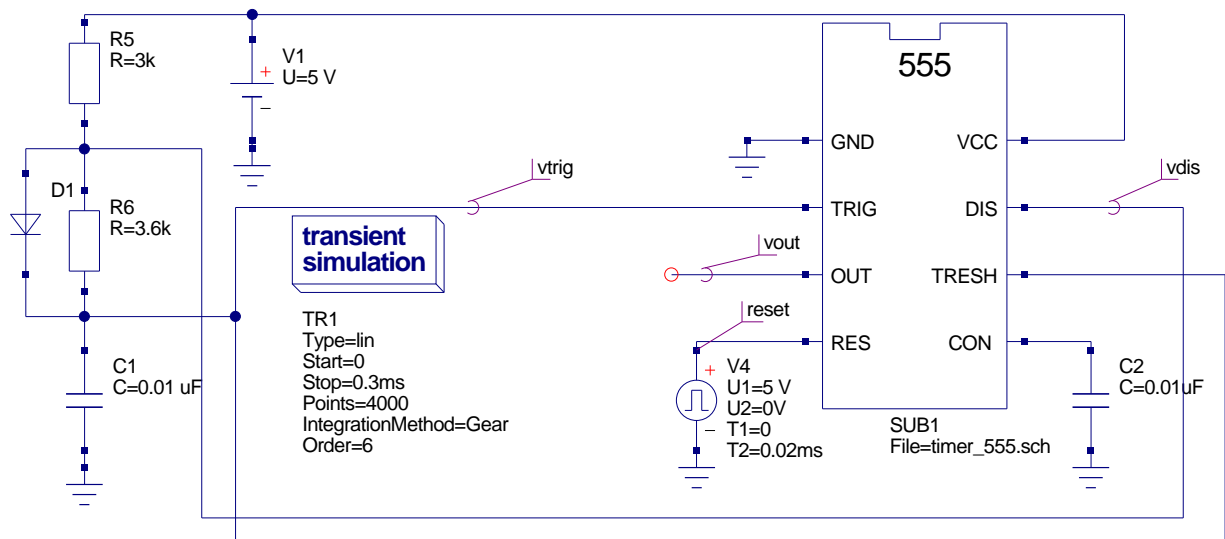 R5
R=3k
V1
U=5 V
+
–
555
GND
VCC
vtrig
vdis
D1
R6
R=3.6k
TRIG
DIS
transient
simulation
vout
OUT
TRESH
reset
TR1
Type=lin
Start=0
Stop=0.3ms
Points=4000
IntegrationMethod=Gear
Order=6
RES
CON
C1
C=0.01 uF
+
–
V4
U1=5 V
U2=0V
T1=0
T2=0.02ms
C2
C=0.01uF
SUB1
File=timer_555.sch